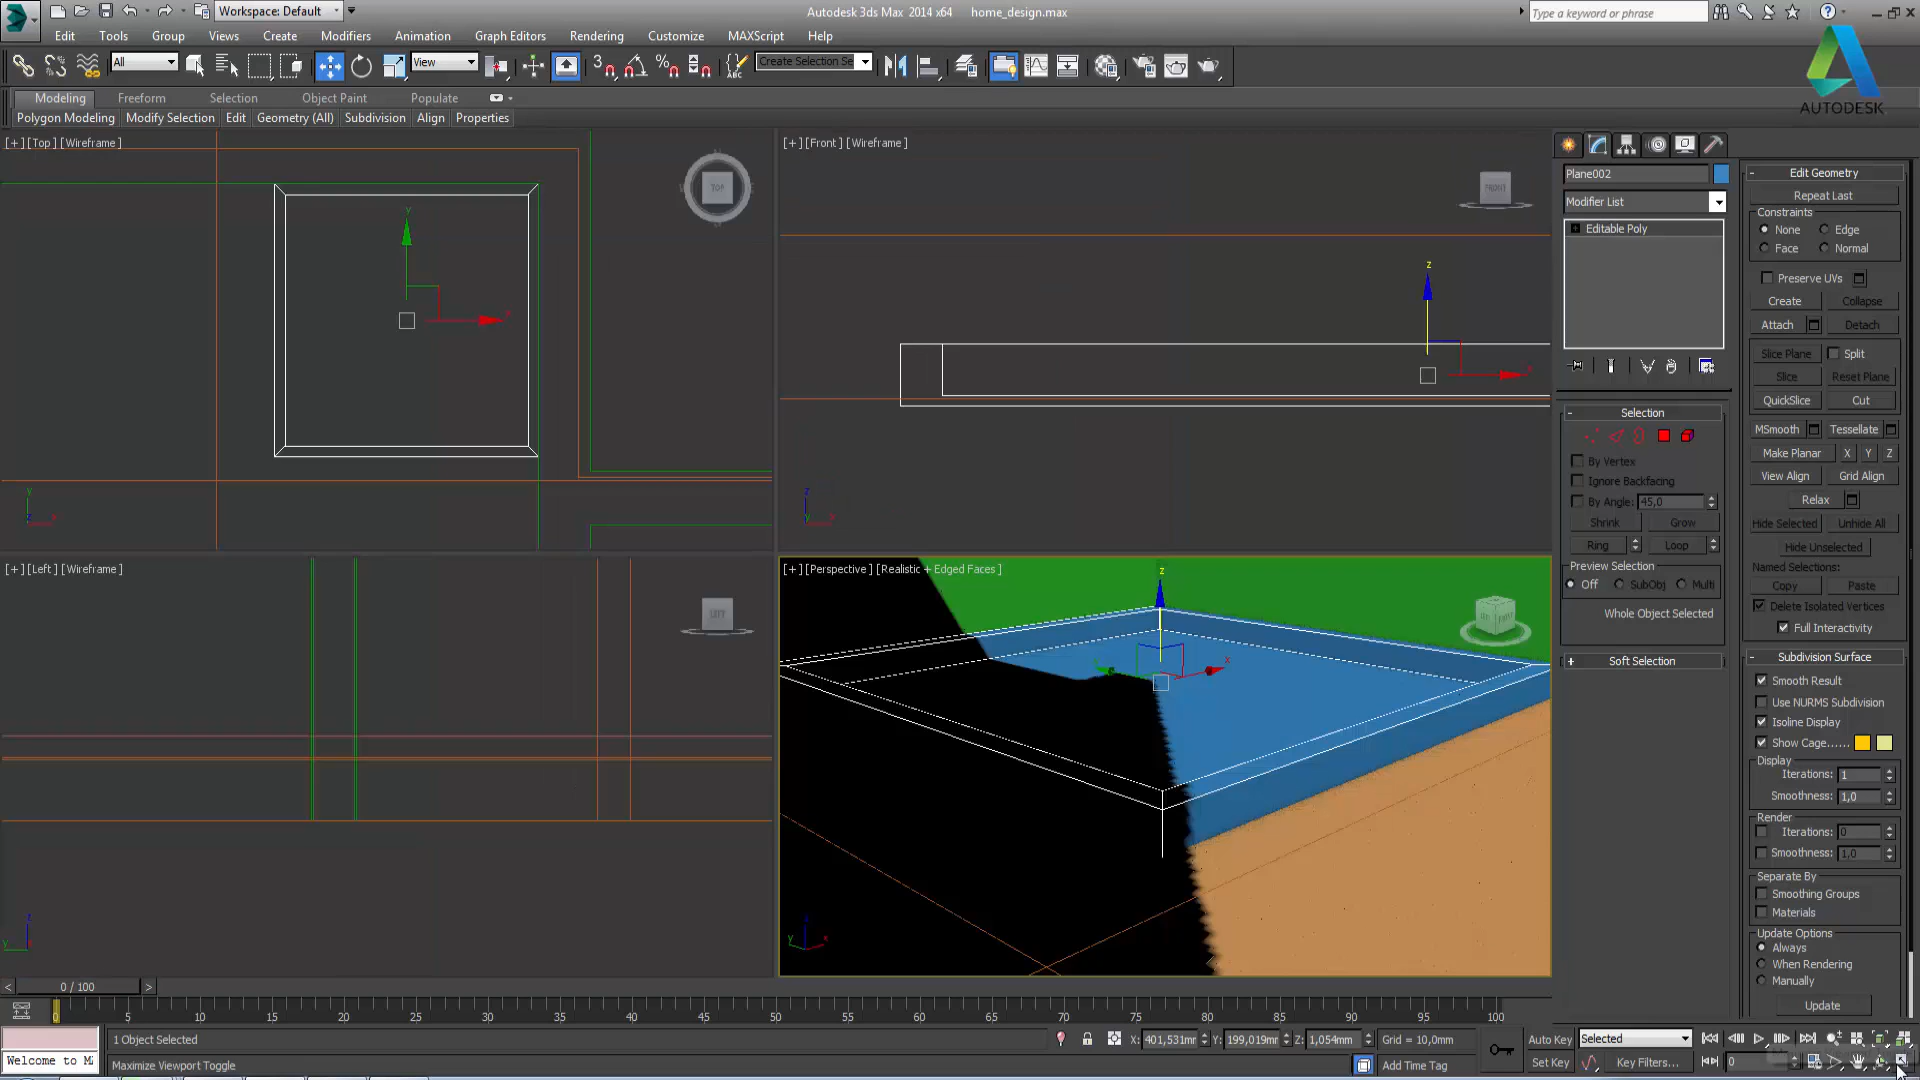 Workspace: Default
Autodesk 3ds Max 2014 x64 home_design.max
Type a keyword or phrase
Edit Tools Group Views Create Modifiers Animation Graph Editors Rendering Customize MAXScript Help
All
View
3
Create Selection Se
AUTODESK
Modeling Freeform Selection Object Paint Populate
Polygon Modeling Modify Selection Edit Geometry (All) Subdivision Align Properties
[+] [Top ] [Wireframe ]
TOP
[+] [Front ] [Wireframe ]
FRONT
[+] [Left ] [Wireframe ]
LEFT
[+] [Perspective ] [Realistic + Edged Faces ]
Plane002
Modifier List
Editable Poly
Selection
By Vertex
Ignore Backfacing
By Angle: 45,0
Shrink Grow
Ring Loop
Preview Selection
Off SubObj Multi
Whole Object Selected
Soft Selection
Edit Geometry
Repeat Last
Constraints
None Edge
Face Normal
Preserve UVs
Create Collapse
Attach Detach
Slice Plane Split
Slice Reset Plane
QuickSlice Cut
MSmooth Tessellate
Make Planar X Y Z
View Align Grid Align
Relax
Hide Selected Unhide All
Hide Unselected
Named Selections:
Copy Paste
Delete Isolated Vertices
Full Interactivity
Subdivision Surface
Smooth Result
Use NURMS Subdivision
Isoline Display
Show Cage......
Display
Iterations: 1
Smoothness: 1,0
Render
Iterations: 0
Smoothness: 1,0
Separate By
Smoothing Groups
Materials
Update Options
Always
When Rendering
Manually
Update
0 / 100
0 5 10 15 20 25 30 35 40 45 50 55 60 65 70 75 80 85 90 95 100
1 Object Selected
X: 401,531mm Y: 199,019mm Z: 1,054mm Grid = 10,0mm
Auto Key Selected
Welcome to M
Maximize Viewport Toggle
Add Time Tag
Set Key Key Filters...
0